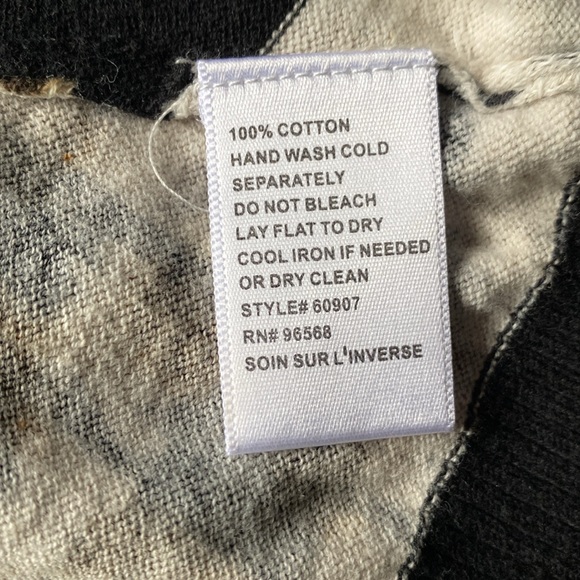 100% COTTON
HAND WASH COLD
SEPARATELY
DO NOT BLEACH
LAY FLAT TO DRY
COOL IRON IF NEEDED
OR DRY CLEAN
STYLE# 60907
RN# 96568
SOIN SUR L'INVERSE